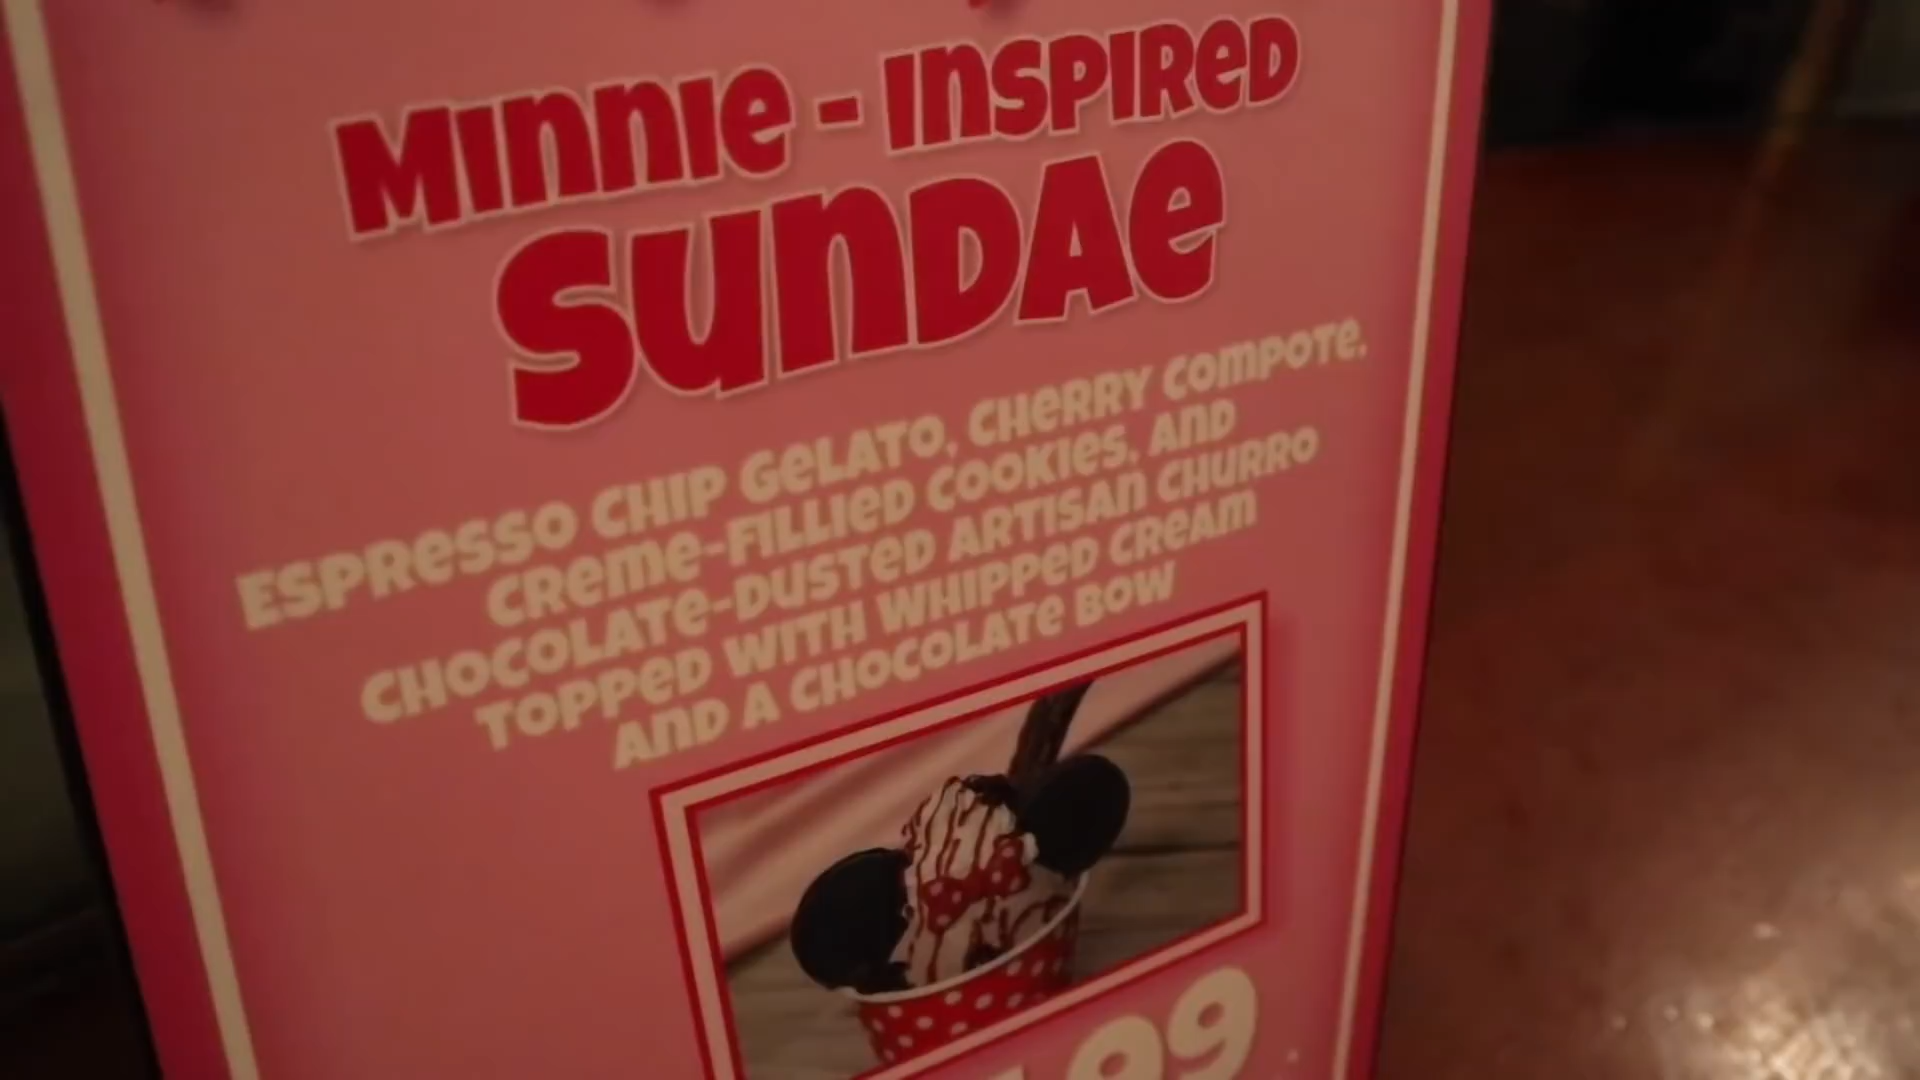 Minnie - Inspired
Sundae
Espresso chip gelato, cherry compote,
creme-fillied cookies, and
chocolate-dusted artisan churro
topped with whipped cream
and a chocolate bow
99